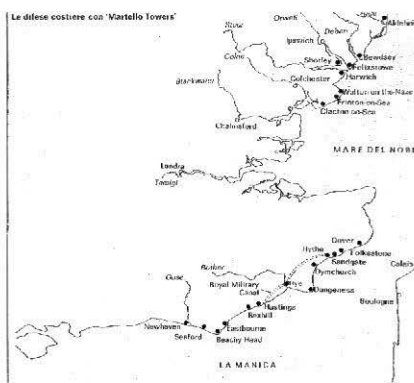 Le difese costiere con 'Martello Towers'
Stour
Orwell
Deben
Ipswich
Colne
Shotley
Bawdsey
Felixstowe
Harwich
Colchester
Blackwater
Walton-on-the-Naze
Frinton-on-Sea
Clacton-on-Sea
Chelmsford
MARE DEL NORD
Londra
Tamigi
Dover
Hythe
Folkestone
Sandgate
Calais
Dymchurch
Rother
Royal Military
Canal
Rye
Dungeness
Boulogne
Hastings
Bexhill
Newhaven
Eastbourne
Seaford
Beachy Head
LA MANICA